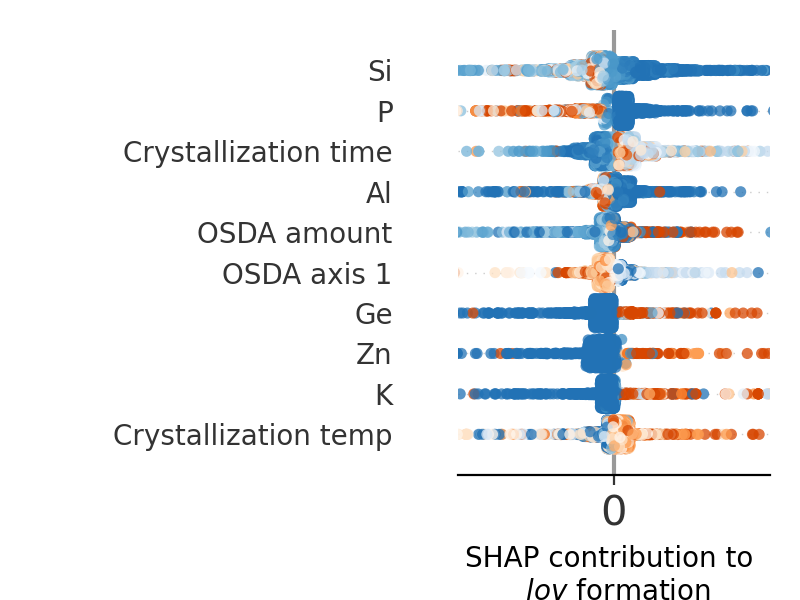 Si
P
Crystallization time
Al
OSDA amount
OSDA axis 1
Ge
Zn
K
Crystallization temp
0
SHAP contribution to
lov formation